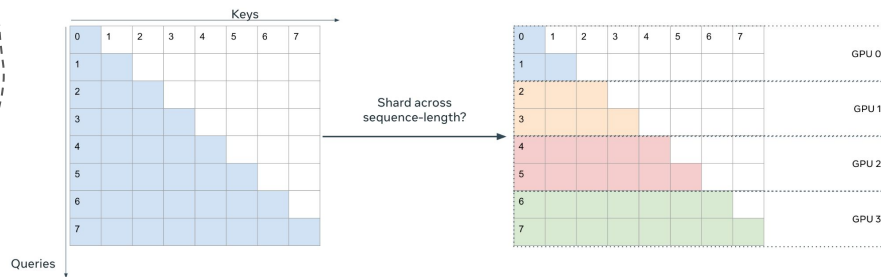 Keys
0 1 2 3 4 5 6 7
1
2
3
4
5
6
7
Queries
Shard across
sequence-length?
0 1 2 3 4 5 6 7
1
2
3
4
5
6
7
GPU 0
GPU 1
GPU 2
GPU 3